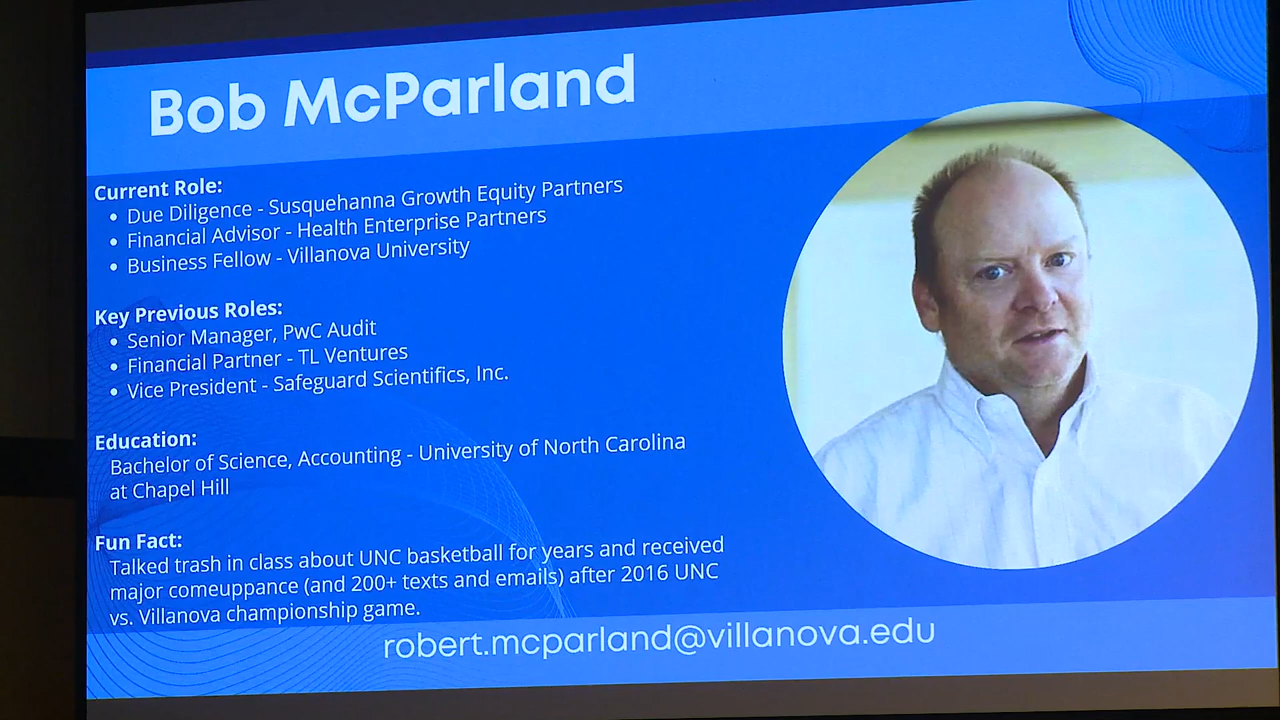 Bob McParland
Current Role:
• Due Diligence - Susquehanna Growth Equity Partners
• Financial Advisor - Health Enterprise Partners
• Business Fellow - Villanova University
Key Previous Roles:
• Senior Manager, PwC Audit
• Financial Partner - TL Ventures
• Vice President - Safeguard Scientifics, Inc.
Education:
Bachelor of Science, Accounting - University of North Carolina
at Chapel Hill
Fun Fact:
Talked trash in class about UNC basketball for years and received
major comeuppance (and 200+ texts and emails) after 2016 UNC
vs. Villanova championship game.
robert.mcparland@villanova.edu